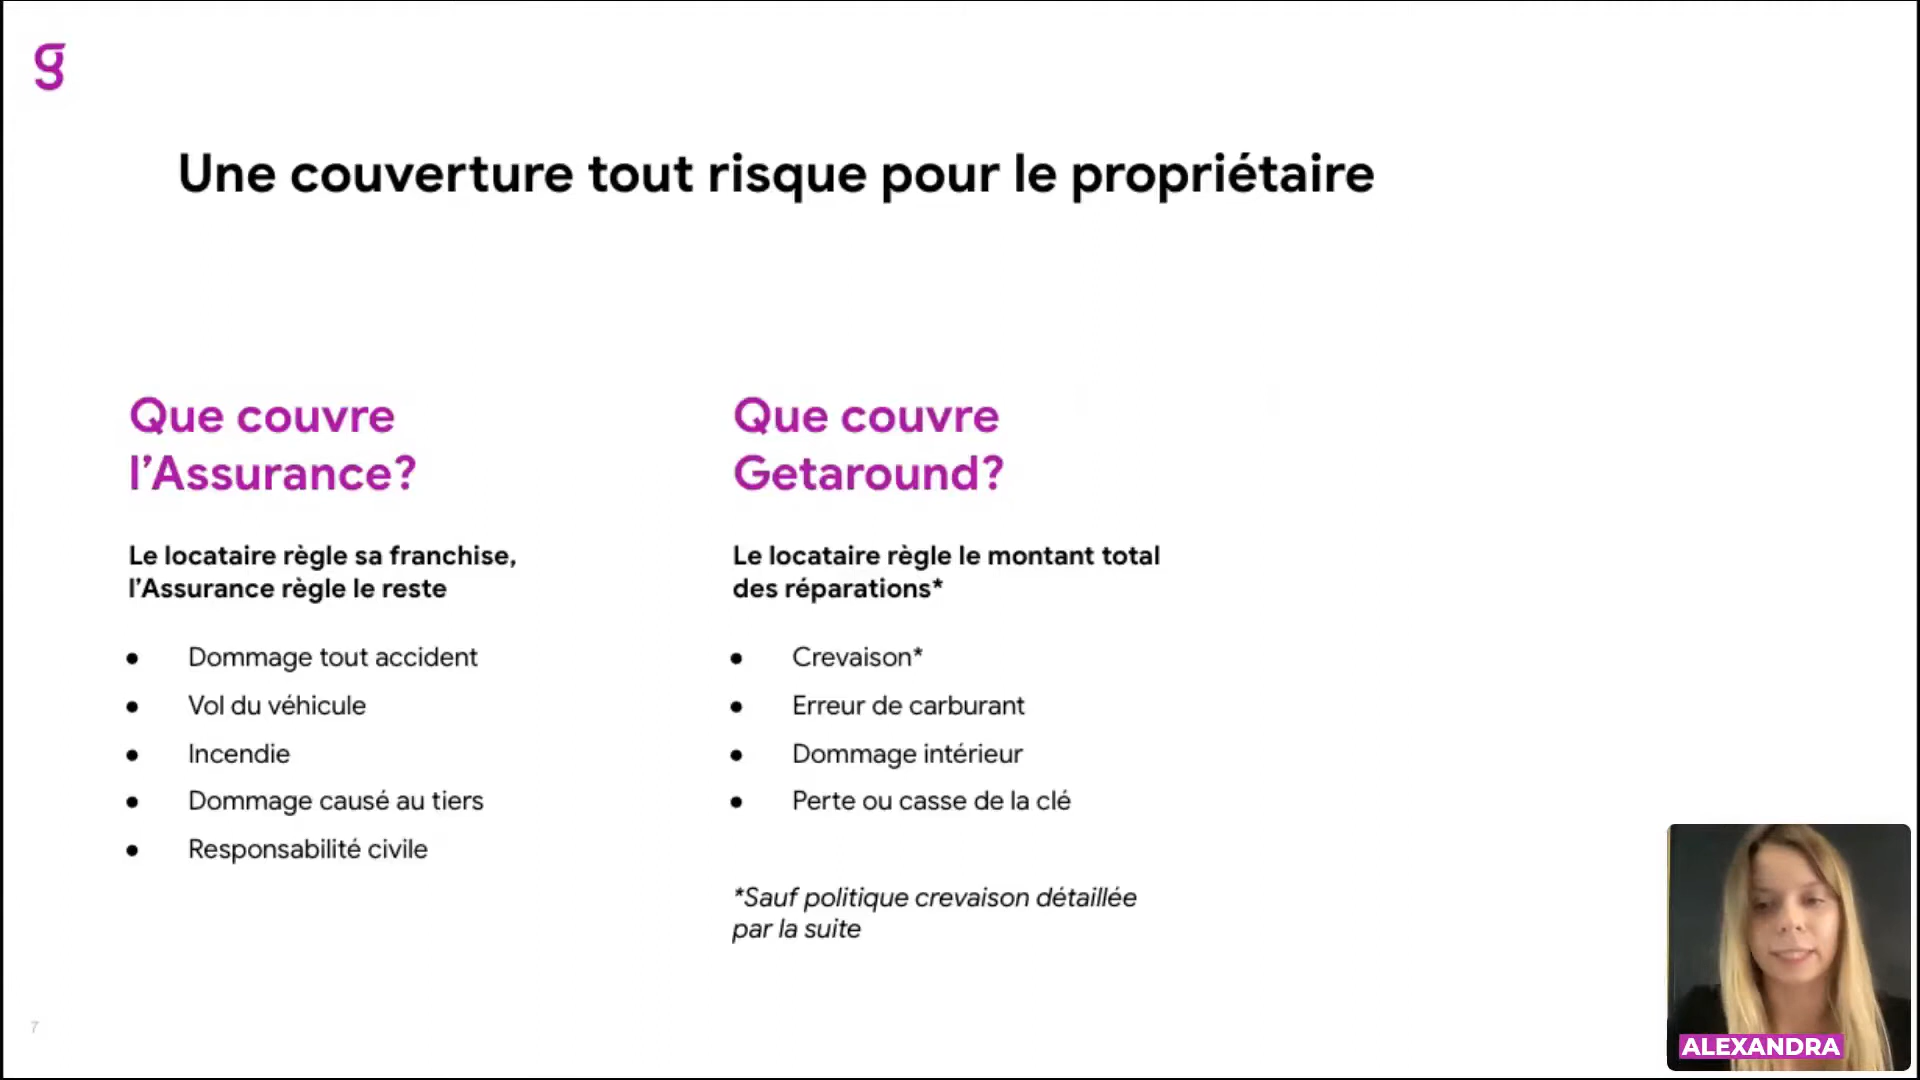 g
Une couverture tout risque pour le propriétaire
Que couvre
l’Assurance?
Le locataire règle sa franchise,
l’Assurance règle le reste
● Dommage tout accident
● Vol du véhicule
● Incendie
● Dommage causé au tiers
● Responsabilité civile
Que couvre
Getaround?
Le locataire règle le montant total
des réparations*
● Crevaison*
● Erreur de carburant
● Dommage intérieur
● Perte ou casse de la clé
*Sauf politique crevaison détaillée
par la suite
7
ALEXANDRA